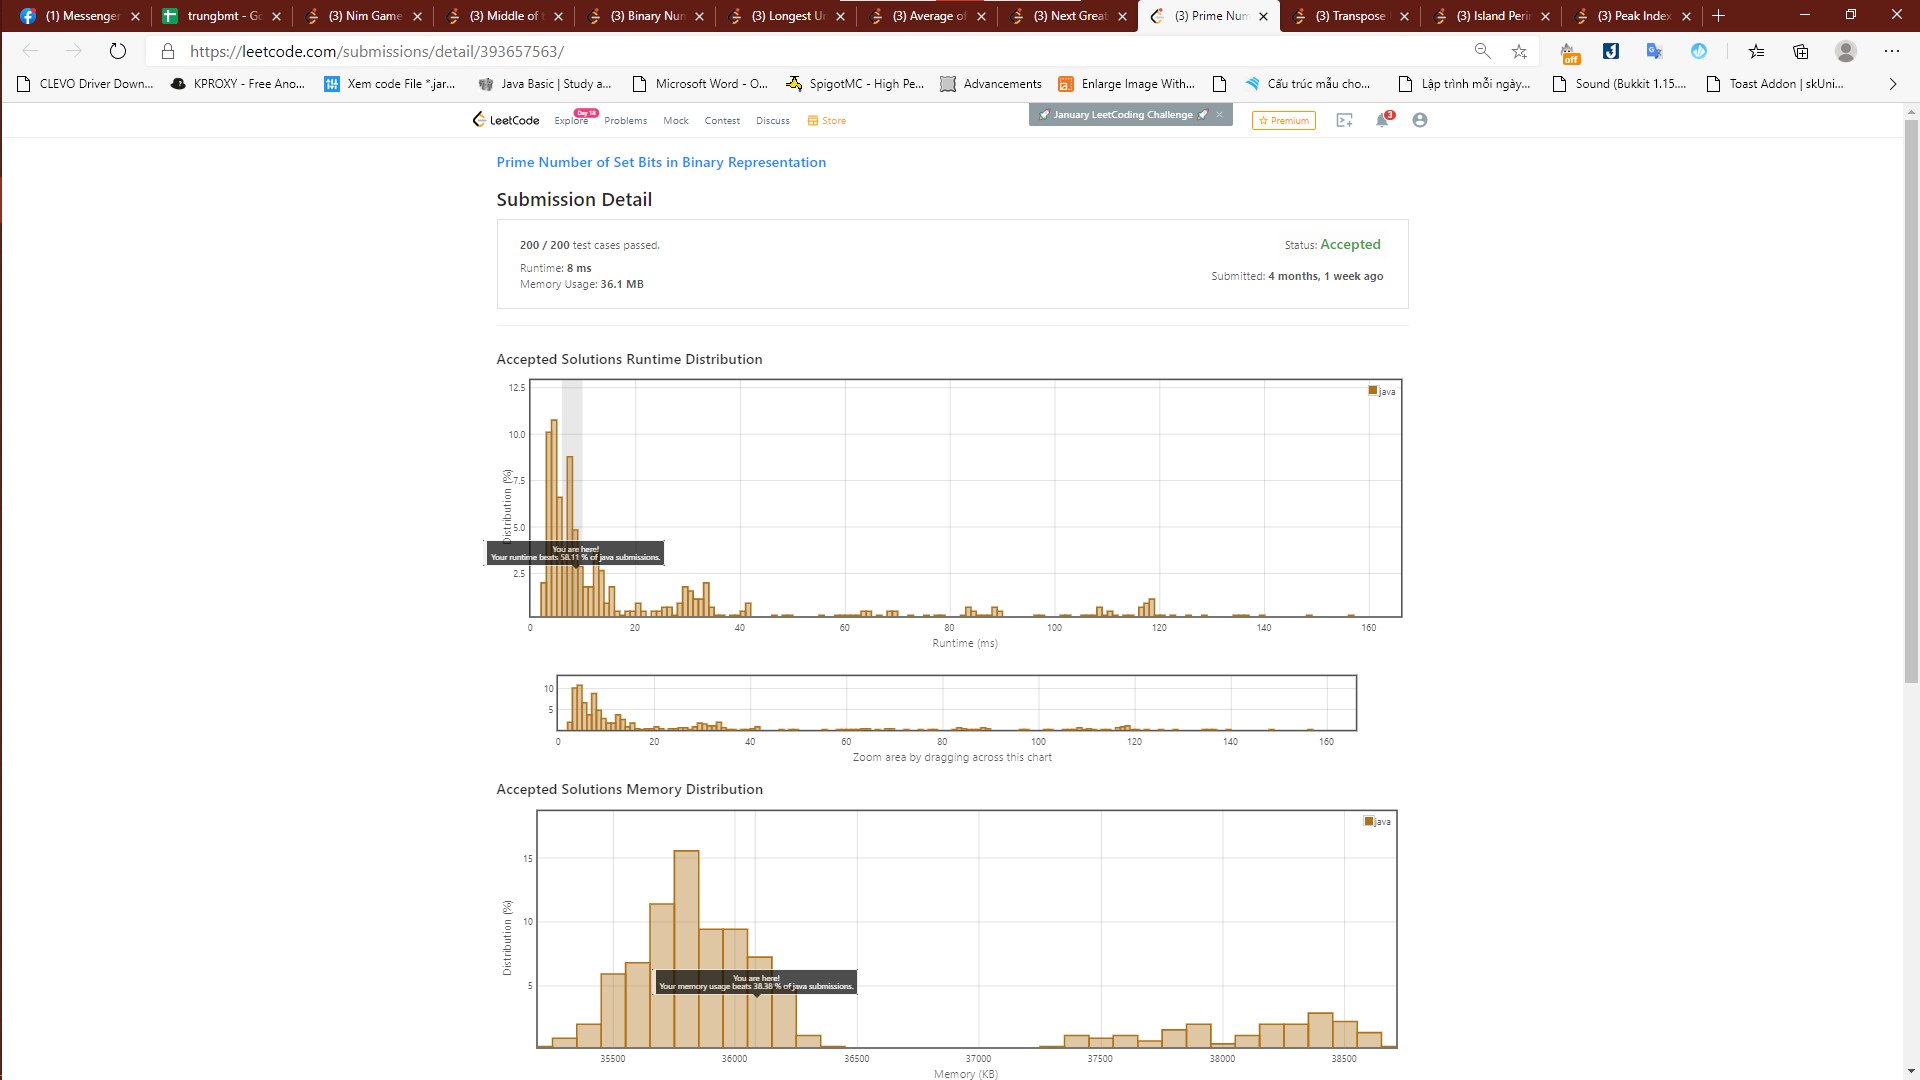 (1) Messenger
trungbmt - Go
(3) Nim Game
(3) Middle of t
(3) Binary Num
(3) Longest Un
(3) Average of
(3) Next Great
(3) Prime Num
(3) Transpose
(3) Island Peri
(3) Peak Index
https://leetcode.com/submissions/detail/393657563/
off
CLEVO Driver Down...
KPROXY - Free Ano...
Xem code File *.jar...
Java Basic | Study a...
Microsoft Word - O...
SpigotMC - High Pe...
Advancements
Enlarge Image With...
Cấu trúc mẫu cho...
Lập trình mỗi ngày...
Sound (Bukkit 1.15....
Toast Addon | skUni...
LeetCode
Explore
Day 18
Problems
Mock
Contest
Discuss
Store
January LeetCoding Challenge
Premium
3
Prime Number of Set Bits in Binary Representation
Submission Detail
200 / 200 test cases passed.
Status: Accepted
Runtime: 8 ms
Submitted: 4 months, 1 week ago
Memory Usage: 36.1 MB
Accepted Solutions Runtime Distribution
12.5
10.0
7.5
5.0
2.5
Distribution (%)
java
You are here!
Your runtime beats 58.11 % of java submissions.
0 20 40 60 80 100 120 140 160
Runtime (ms)
10
5
0 20 40 60 80 100 120 140 160
Zoom area by dragging across this chart
Accepted Solutions Memory Distribution
15
10
5
Distribution (%)
java
You are here!
Your memory usage beats 38.38 % of java submissions.
35500 36000 36500 37000 37500 38000 38500
Memory (KB)